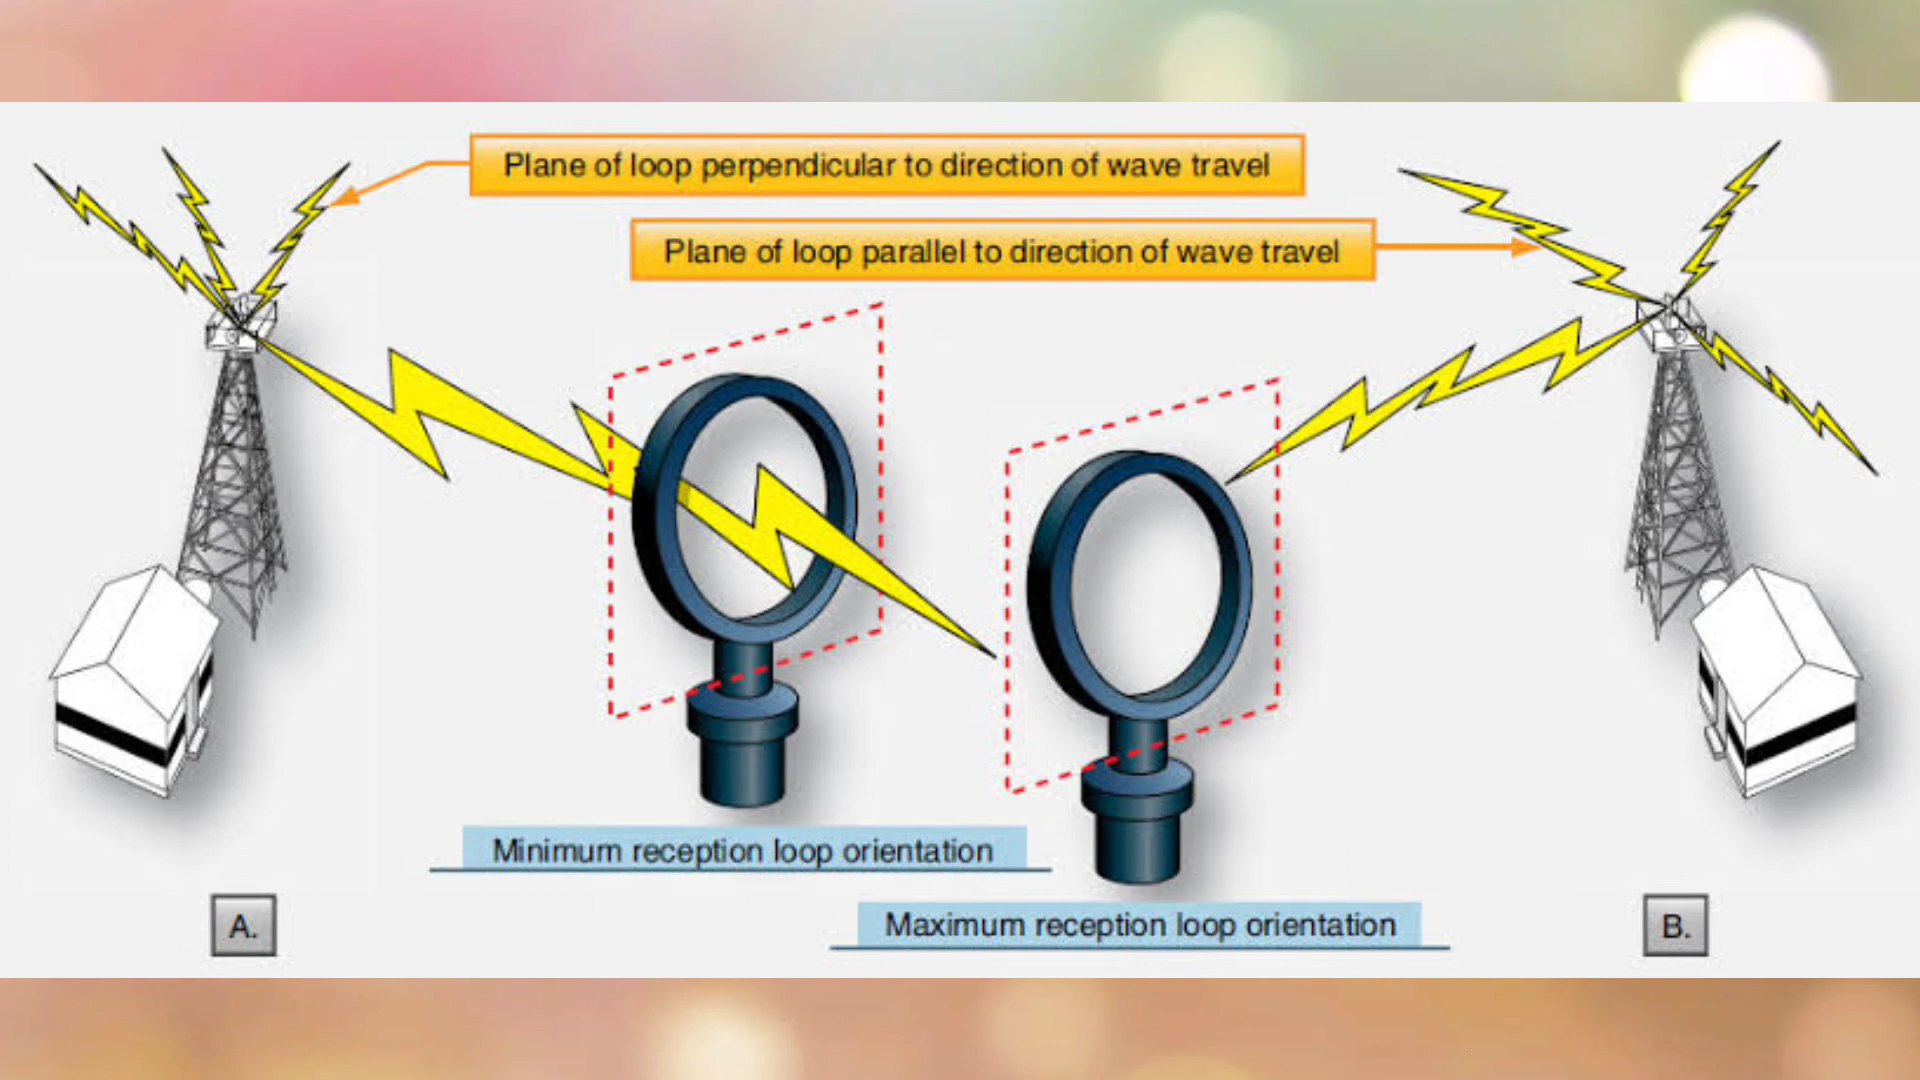 Plane of loop perpendicular to direction of wave travel
Plane of loop parallel to direction of wave travel
Minimum reception loop orientation
Maximum reception loop orientation
A.
B.